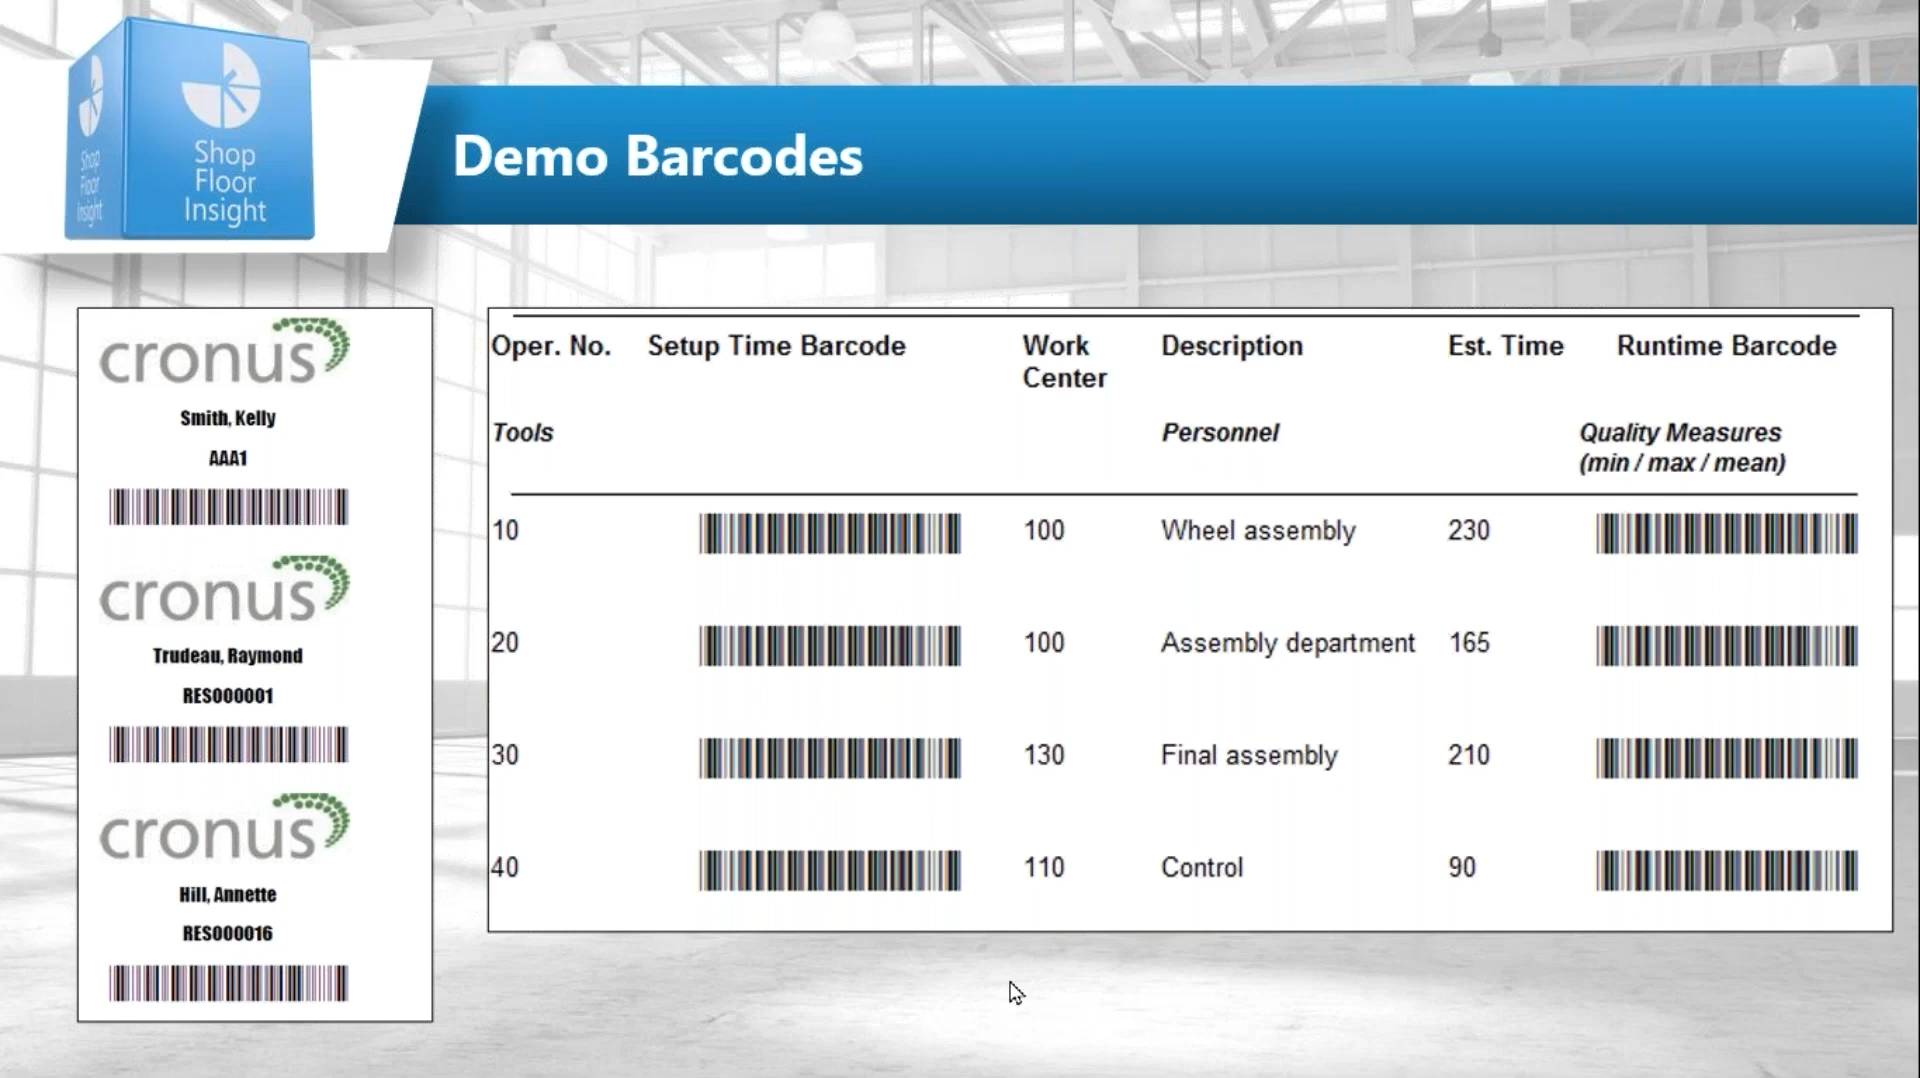 Shop
Floor
Insight
Shop
Floor
Insight
Demo Barcodes
cronus
Smith, Kelly
AAA1
cronus
Trudeau, Raymond
RES000001
cronus
Hill, Annette
RES000016
Oper. No. Setup Time Barcode Work Center Description Est. Time Runtime Barcode
Tools Personnel Quality Measures
(min / max / mean)
10 100 Wheel assembly 230
20 100 Assembly department 165
30 130 Final assembly 210
40 110 Control 90